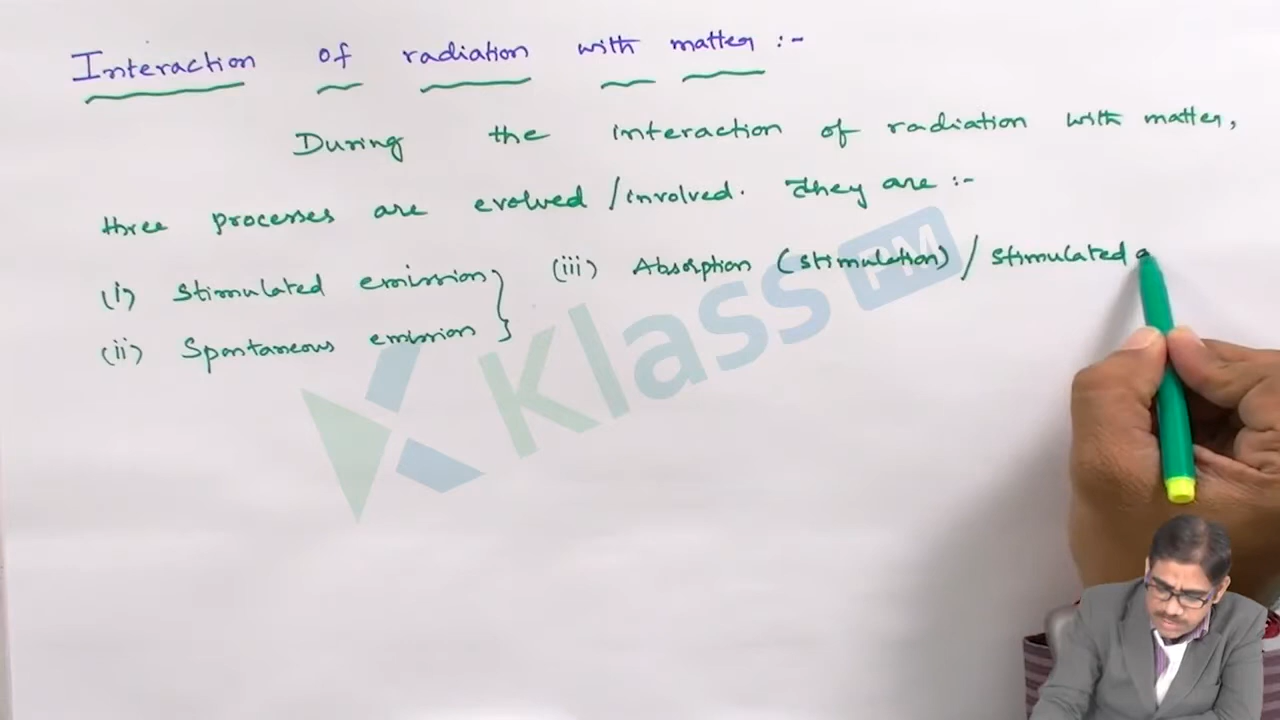 Interaction of radiation with matter :-
During the interaction of radiation with matter,
three processes are evolved / involved. They are :-
(i) Stimulated emission
(ii) Spontaneous emission
(iii) Absorption (stimulation) / stimulated a
Klass PM